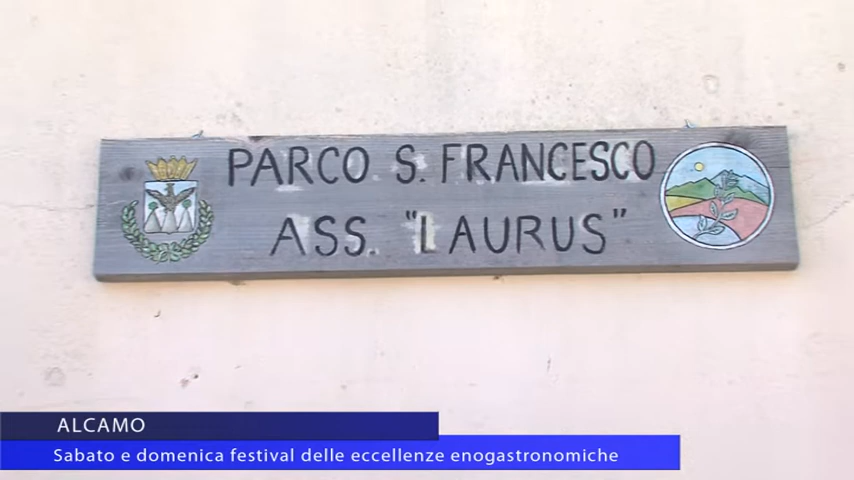 PARCO S. FRANCESCO
ASS. "LAURUS"
ALCAMO
Sabato e domenica festival delle eccellenze enogastronomiche